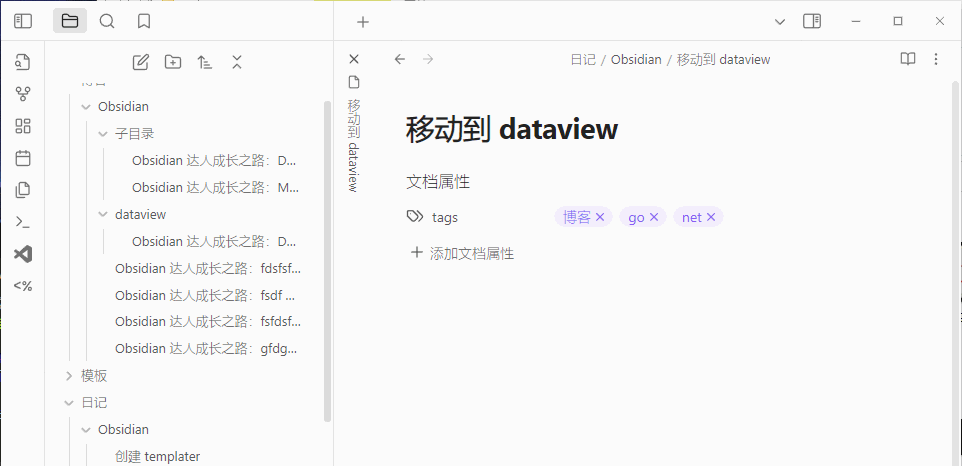 日记 / Obsidian / 移动到 dataview
Obsidian
子目录
Obsidian 达人成长之路：D...
Obsidian 达人成长之路：M...
dataview
Obsidian 达人成长之路：D...
Obsidian 达人成长之路：fdsfsf...
Obsidian 达人成长之路：fsdf ...
Obsidian 达人成长之路：fsfdsf...
Obsidian 达人成长之路：gfdg...
模板
日记
Obsidian
创建 templater
<%
移动到 dataview
移动到 dataview
文档属性
tags 博客 × go × net ×
+ 添加文档属性